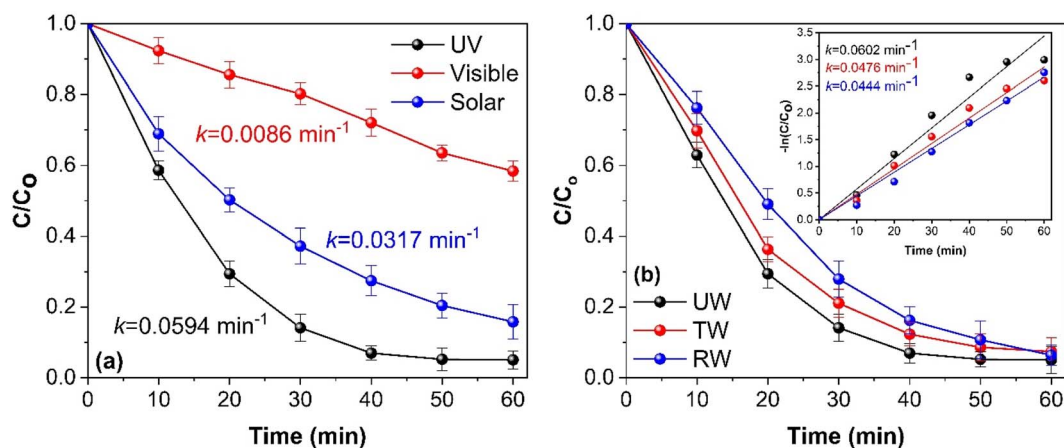 1.0
0.8
0.6
0.4
0.2
0.0
C/Co
UV
Visible
Solar
k=0.0086 min⁻¹
k=0.0317 min⁻¹
k=0.0594 min⁻¹
(a)
0 10 20 30 40 50 60
Time (min)
1.0
0.8
0.6
0.4
0.2
0.0
C/Co
3.5
3.0
2.5
2.0
1.5
1.0
0.5
0.0
-ln(C/Co)
k=0.0602 min⁻¹
k=0.0476 min⁻¹
k=0.0444 min⁻¹
0 10 20 30 40 50 60
Time (min)
(b)
UW
TW
RW
0 10 20 30 40 50 60
Time (min)